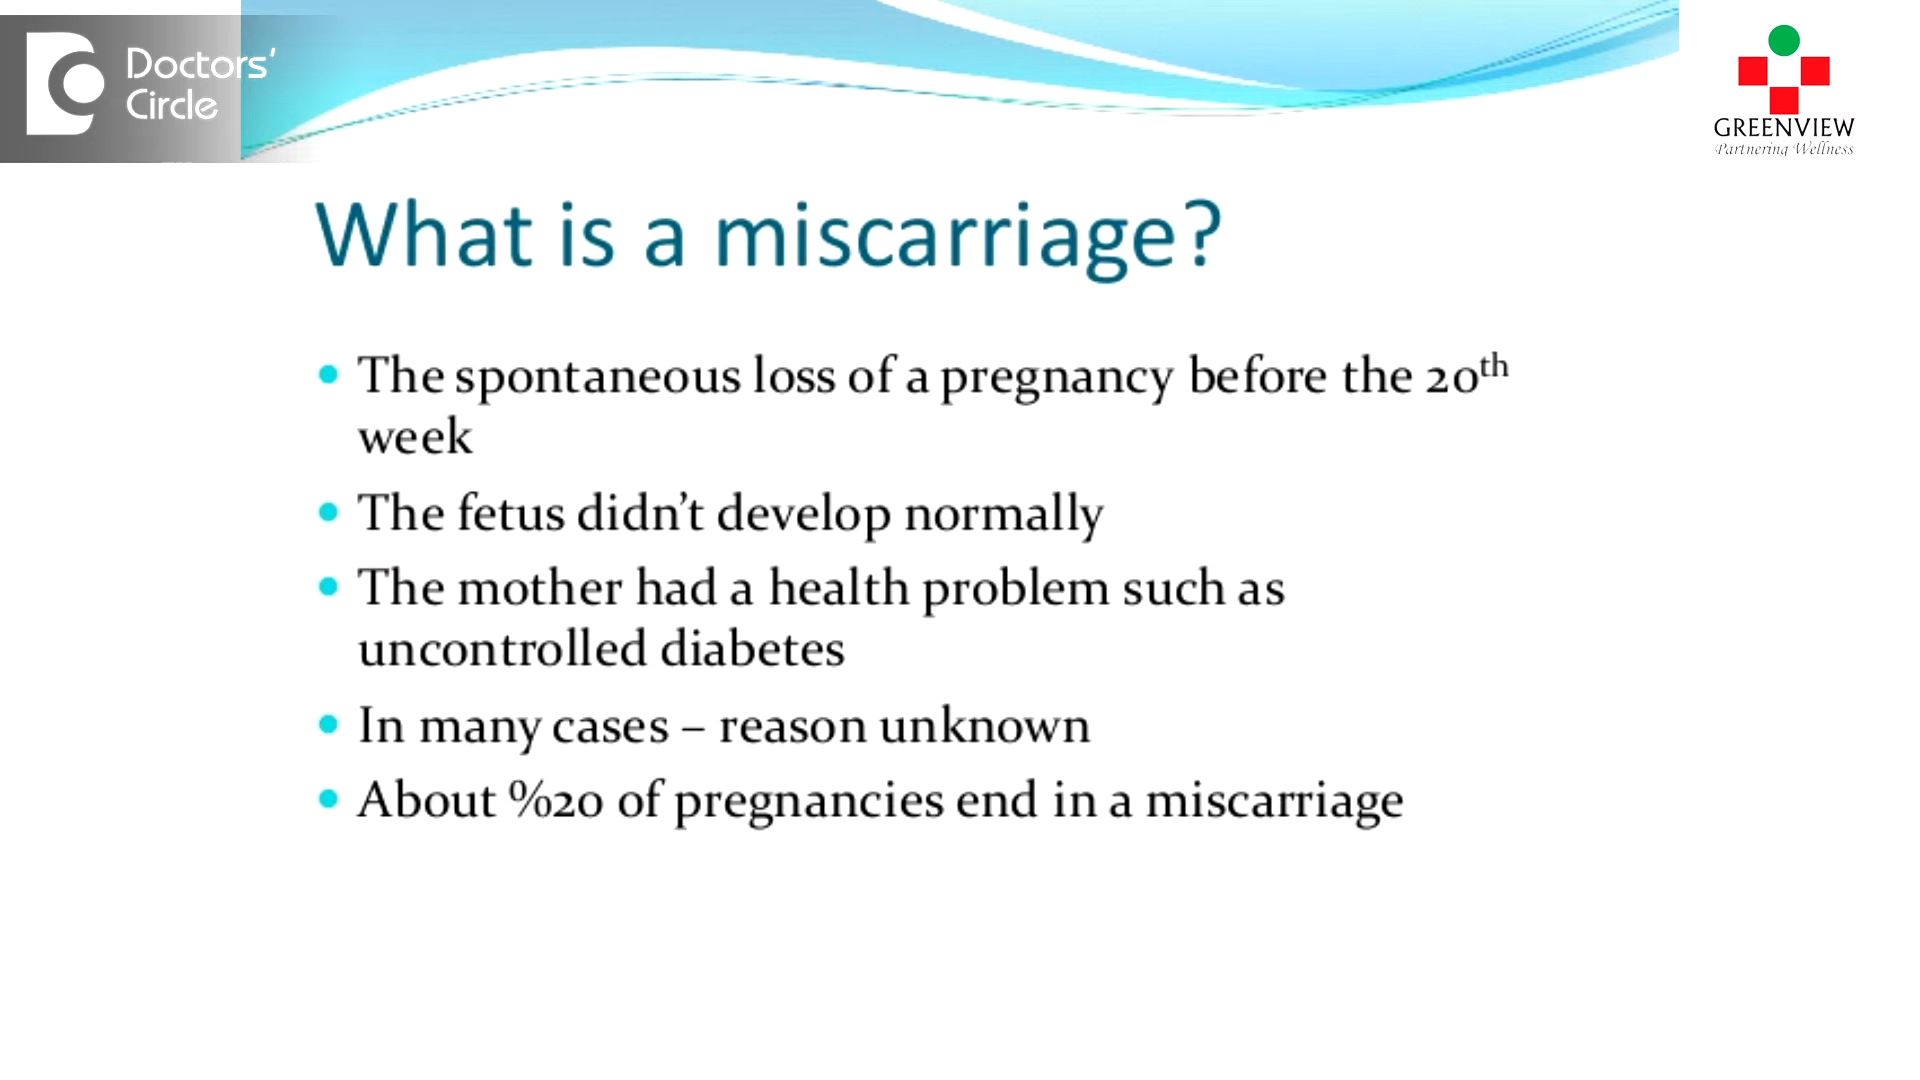 Doctors'
Circle
GREENVIEW
Partnering Wellness
What is a miscarriage?
• The spontaneous loss of a pregnancy before the 20th
week
• The fetus didn't develop normally
• The mother had a health problem such as
uncontrolled diabetes
• In many cases – reason unknown
• About %20 of pregnancies end in a miscarriage